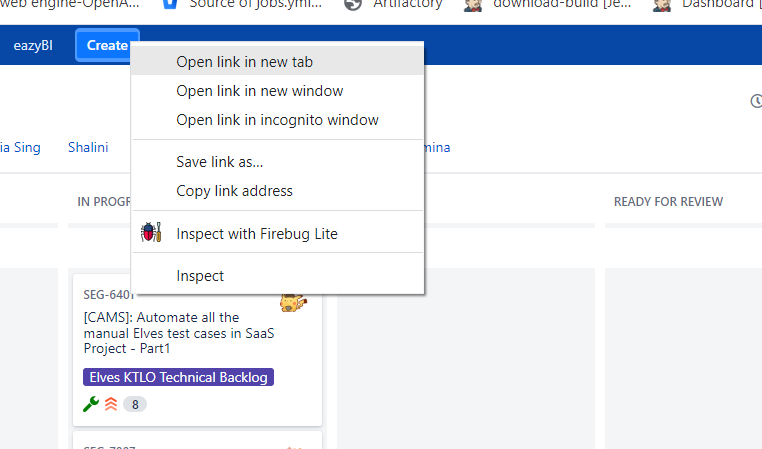 web engine-OpenA...
Source of jobs.yml...
Artifactory
download-build [Je...
Dashboard [
eazyBI
Create
Open link in new tab
Open link in new window
Open link in incognito window
ia Sing
Shalini
mina
Save link as...
Copy link address
IN PROGR
READY FOR REVIEW
Inspect with Firebug Lite
Inspect
SEG-6401
[CAMS]: Automate all the
manual Elves test cases in SaaS
Project - Part1
Elves KTLO Technical Backlog
8